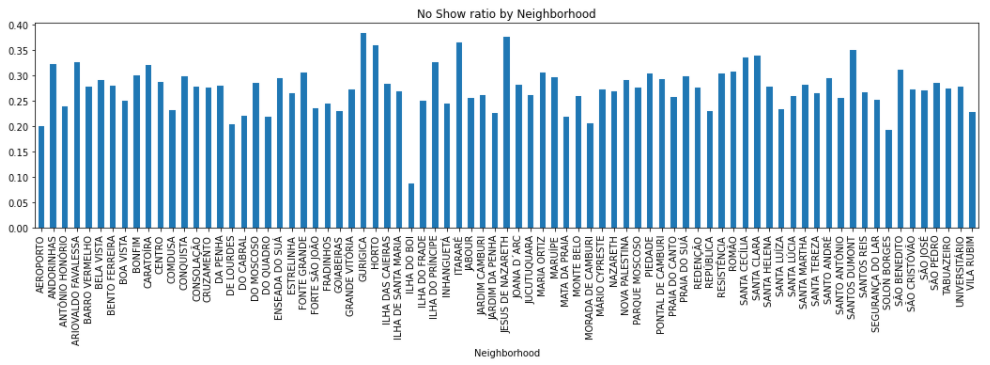 No Show ratio by Neighborhood
0.40
0.35
0.30
0.25
0.20
0.15
0.10
0.05
0.00
AEROPORTO
ANDORINHAS
ANTÔNIO HONÓRIO
ARIOVALDO FAVALESSA
BARRO VERMELHO
BELA VISTA
BENTO FERREIRA
BOA VISTA
BONFIM
CARATOÍRA
CENTRO
COMDUSA
CONQUISTA
CONSOLAÇÃO
CRUZAMENTO
DA PENHA
DE LOURDES
DO CABRAL
DO MOSCOSO
DO QUADRO
ENSEADA DO SUÁ
ESTRELINHA
FONTE GRANDE
FORTE SÃO JOÃO
FRADINHOS
GOIABEIRAS
GRANDE VITÓRIA
GURIGICA
HORTO
ILHA DAS CAIEIRAS
ILHA DE SANTA MARIA
ILHA DO BOI
ILHA DO FRADE
ILHA DO PRÍNCIPE
INHANGUETÁ
ITARARÉ
JABOUR
JARDIM CAMBURI
JARDIM DA PENHA
JESUS DE NAZARETH
JOANA D´ARC
JUCUTUQUARA
MARIA ORTIZ
MARUÍPE
MATA DA PRAIA
MONTE BELO
MORADA DE CAMBURI
MÁRIO CYPRESTE
NAZARETH
NOVA PALESTINA
PARQUE MOSCOSO
PIEDADE
PONTAL DE CAMBURI
PRAIA DO CANTO
PRAIA DO SUÁ
REDENÇÃO
REPÚBLICA
RESISTÊNCIA
ROMÃO
SANTA CECÍLIA
SANTA CLARA
SANTA HELENA
SANTA LUÍZA
SANTA LÚCIA
SANTA MARTHA
SANTA TEREZA
SANTO ANDRÉ
SANTO ANTÔNIO
SANTOS DUMONT
SANTOS REIS
SEGURANÇA DO LAR
SOLON BORGES
SÃO BENEDITO
SÃO CRISTÓVÃO
SÃO JOSÉ
SÃO PEDRO
TABUAZEIRO
UNIVERSITÁRIO
VILA RUBIM
Neighborhood